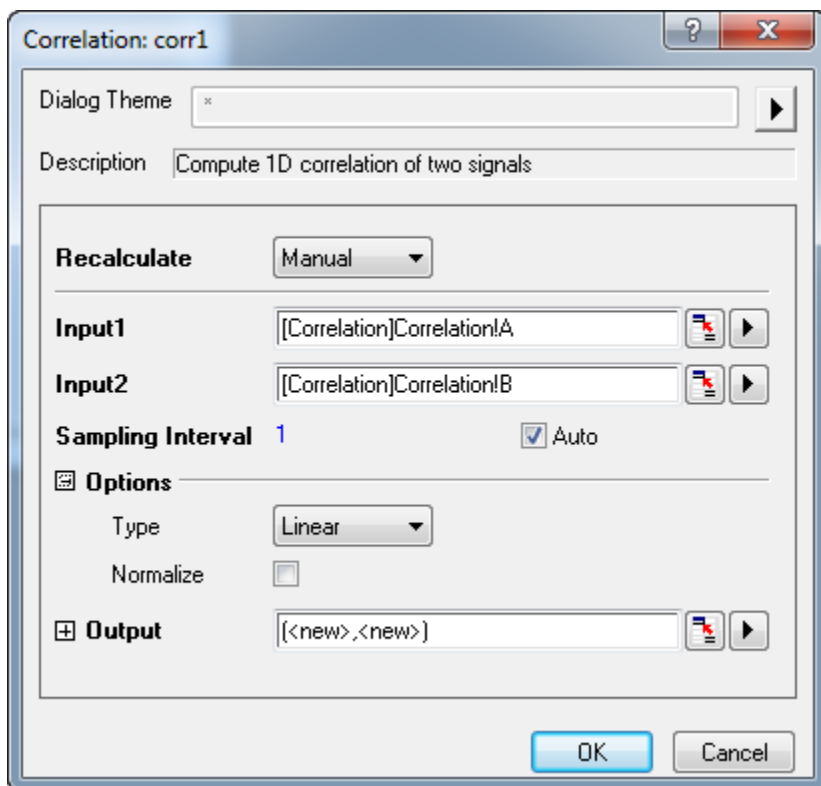 Correlation: corr1
Dialog Theme *
Description Compute 1D correlation of two signals
Recalculate Manual
Input1 [Correlation]Correlation!A
Input2 [Correlation]Correlation!B
Sampling Interval 1 Auto
Options
Type Linear
Normalize
Output (<new>,<new>)
OK Cancel